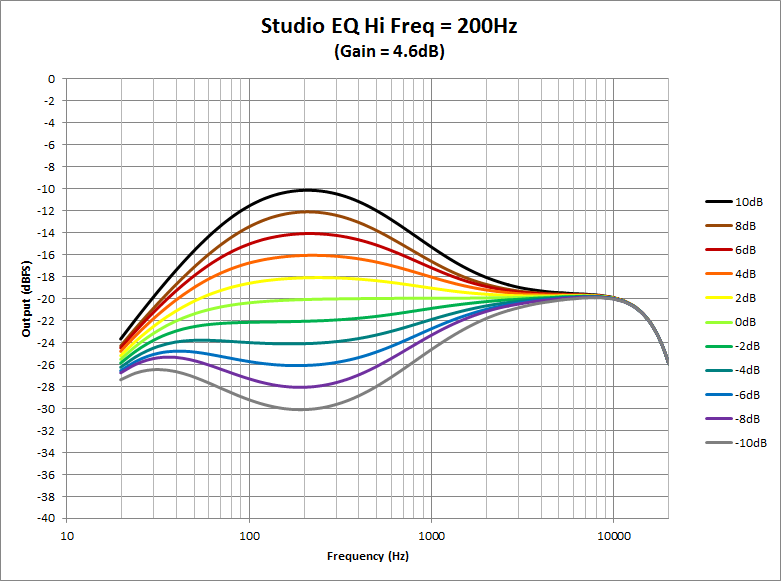 Studio EQ Hi Freq = 200Hz
(Gain = 4.6dB)
Output (dBFS)
0
-2
-4
-6
-8
-10
-12
-14
-16
-18
-20
-22
-24
-26
-28
-30
-32
-34
-36
-38
-40
10
100
1000
10000
Frequency (Hz)
10dB
8dB
6dB
4dB
2dB
0dB
-2dB
-4dB
-6dB
-8dB
-10dB